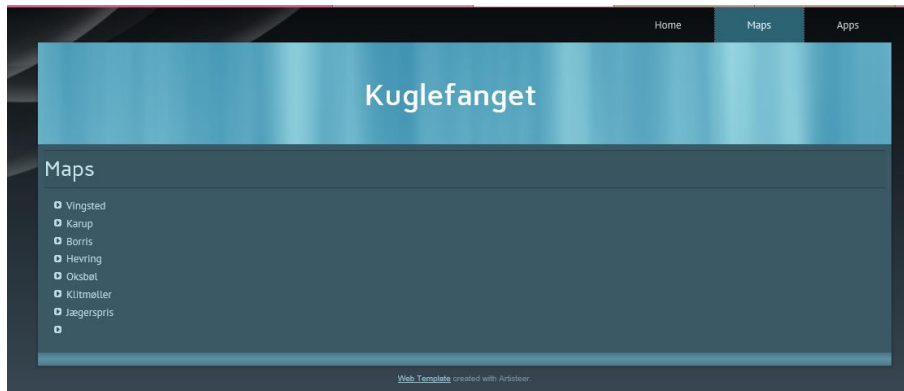 Home Maps Apps
Kuglefanget
Maps
Vingsted
Karup
Borris
Hevring
Oksbøl
Klitmøller
Jægerspris
Web Template created with Artisteer.